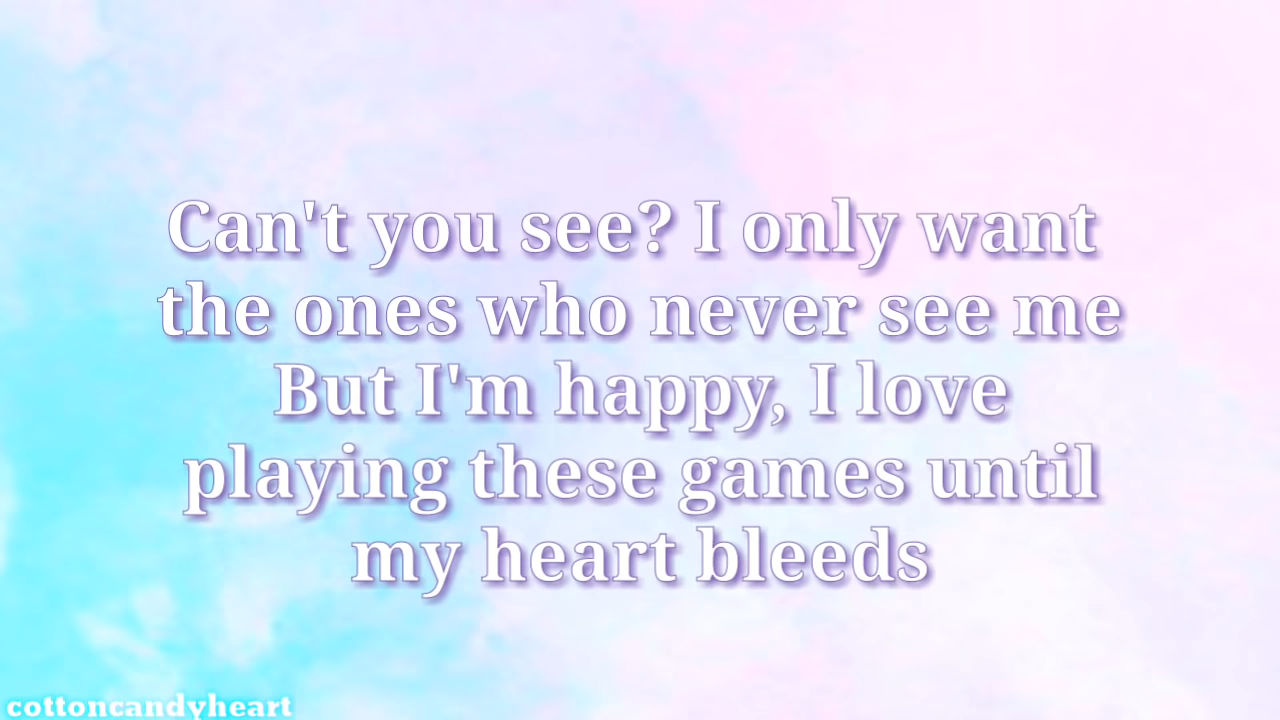 Can't you see? I only want
the ones who never see me
But I'm happy, I love
playing these games until
my heart bleeds
cottoncandyheart